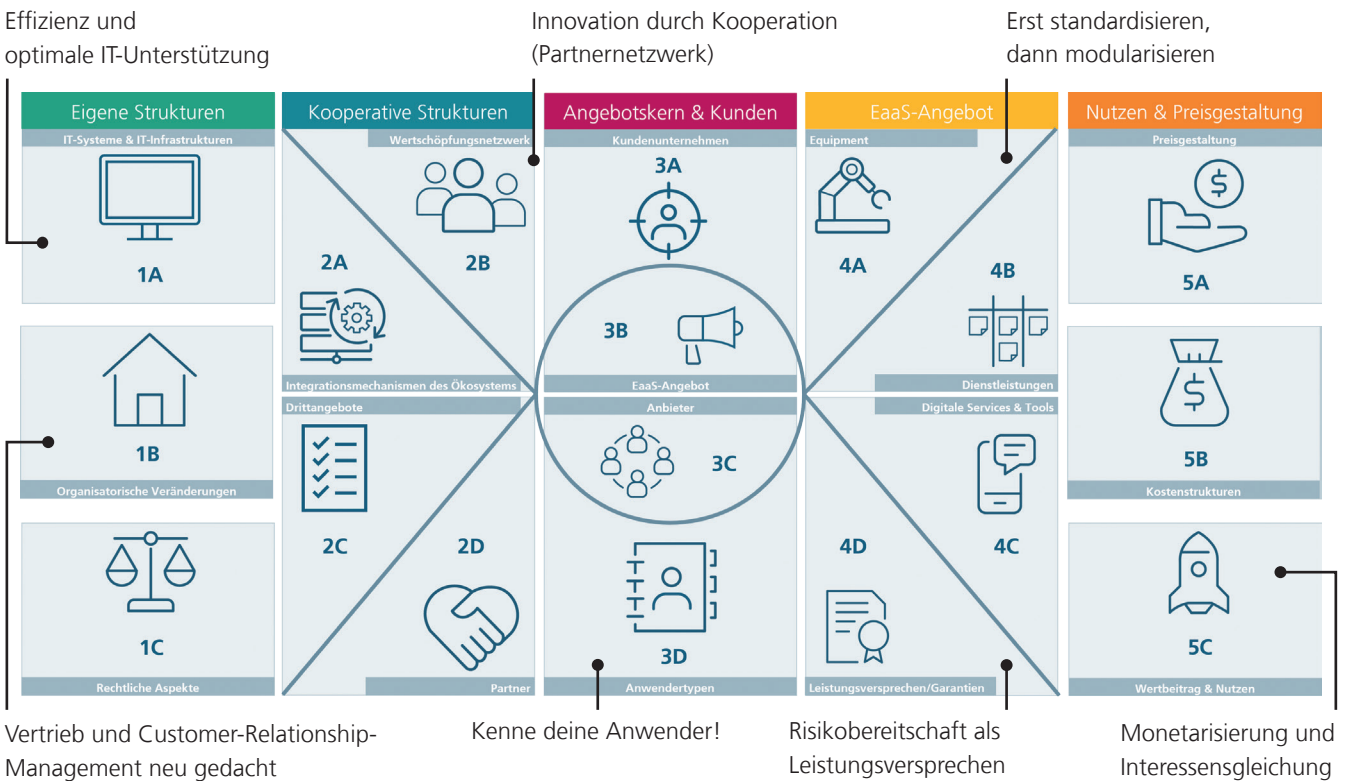 Effizienz und
optimale IT-Unterstützung
Innovation durch Kooperation
(Partnernetzwerk)
Erst standardisieren,
dann modularisieren
Eigene Strukturen
Kooperative Strukturen
Angebotskern & Kunden
EaaS-Angebot
Nutzen & Preisgestaltung
IT-Systeme & IT-Infrastrukturen
1A
1B
Organisatorische Veränderungen
1C
Rechtliche Aspekte
Wertschöpfungsnetzwerk
2A
2B
Integrationsmechanismen des Ökosystems
Drittangebote
2C
2D
Partner
Kundenunternehmen
3A
3B
EaaS-Angebot
Anbieter
3C
3D
Anwendertypen
Equipment
4A
4B
Dienstleistungen
Digitale Services & Tools
4D
4C
Leistungsversprechen/Garantien
Preisgestaltung
$
5A
$
5B
Kostenstrukturen
5C
Wertbeitrag & Nutzen
Vertrieb und Customer-Relationship-
Management neu gedacht
Kenne deine Anwender!
Risikobereitschaft als
Leistungsversprechen
Monetarisierung und
Interessensgleichung